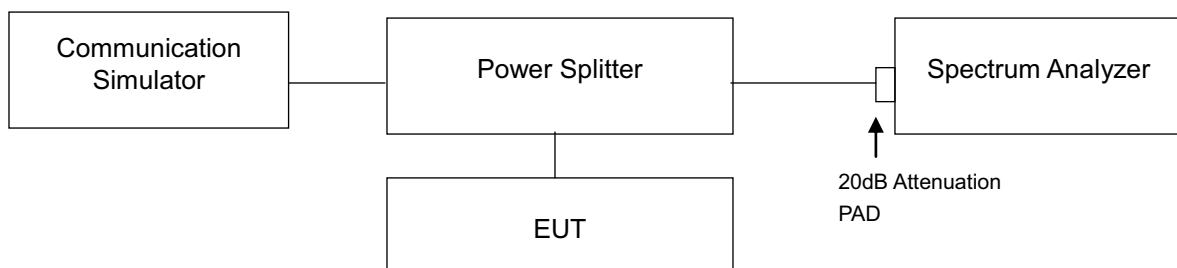 Communication
Simulator
Power Splitter
Spectrum Analyzer
20dB Attenuation
PAD
EUT